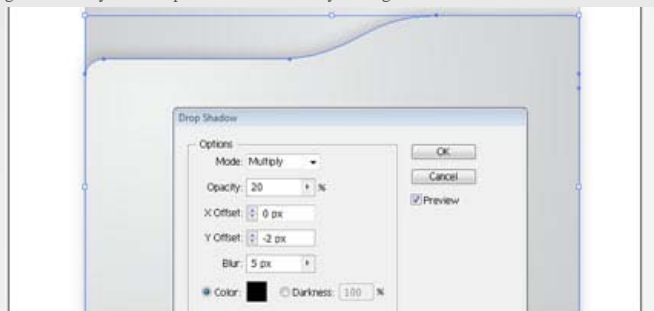 Drop Shadow
Options
Mode: Multiply
OK
Opacity: 20 %
Cancel
X Offset: 0 px
Preview
Y Offset: -2 px
Blur: 5 px
Color: Darkness: 100 %